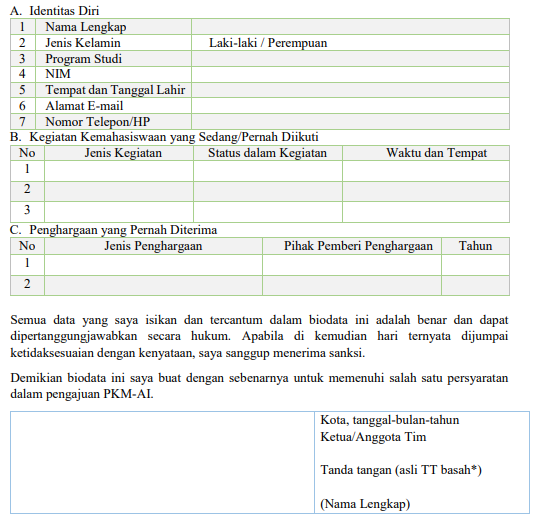 A. Identitas Diri
1 Nama Lengkap
2 Jenis Kelamin Laki-laki / Perempuan
3 Program Studi
4 NIM
5 Tempat dan Tanggal Lahir
6 Alamat E-mail
7 Nomor Telepon/HP
B. Kegiatan Kemahasiswaan yang Sedang/Pernah Diikuti
No Jenis Kegiatan Status dalam Kegiatan Waktu dan Tempat
1
2
3
C. Penghargaan yang Pernah Diterima
No Jenis Penghargaan Pihak Pemberi Penghargaan Tahun
1
2
Semua data yang saya isikan dan tercantum dalam biodata ini adalah benar dan dapat
dipertanggungjawabkan secara hukum. Apabila di kemudian hari ternyata dijumpai
ketidaksesuaian dengan kenyataan, saya sanggup menerima sanksi.
Demikian biodata ini saya buat dengan sebenarnya untuk memenuhi salah satu persyaratan
dalam pengajuan PKM-AI.
Kota, tanggal-bulan-tahun
Ketua/Anggota Tim
Tanda tangan (asli TT basah*)
(Nama Lengkap)